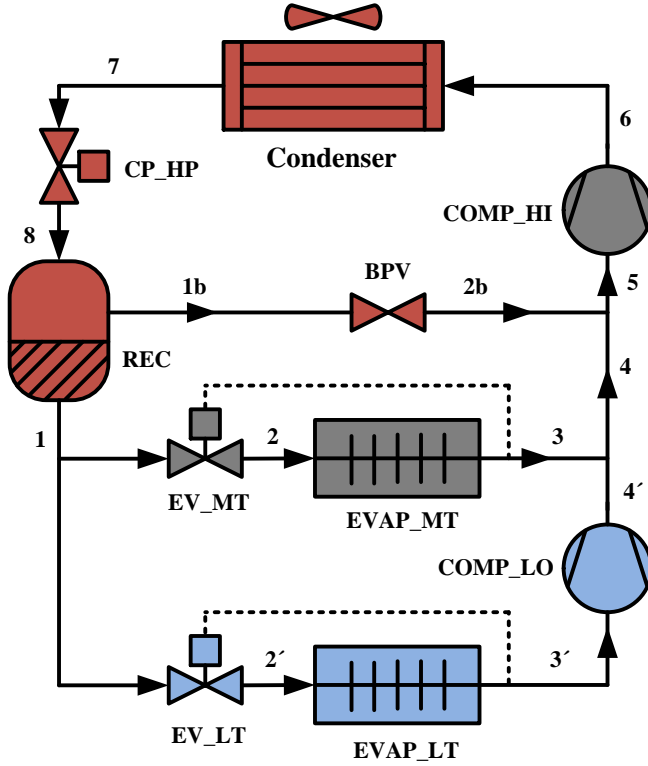 7
6
Condenser
CP_HP
COMP_HI
8
BPV
1b
2b
5
REC
4
1
2
3
EV_MT
EVAP_MT
4´
COMP_LO
2´
3´
EV_LT
EVAP_LT